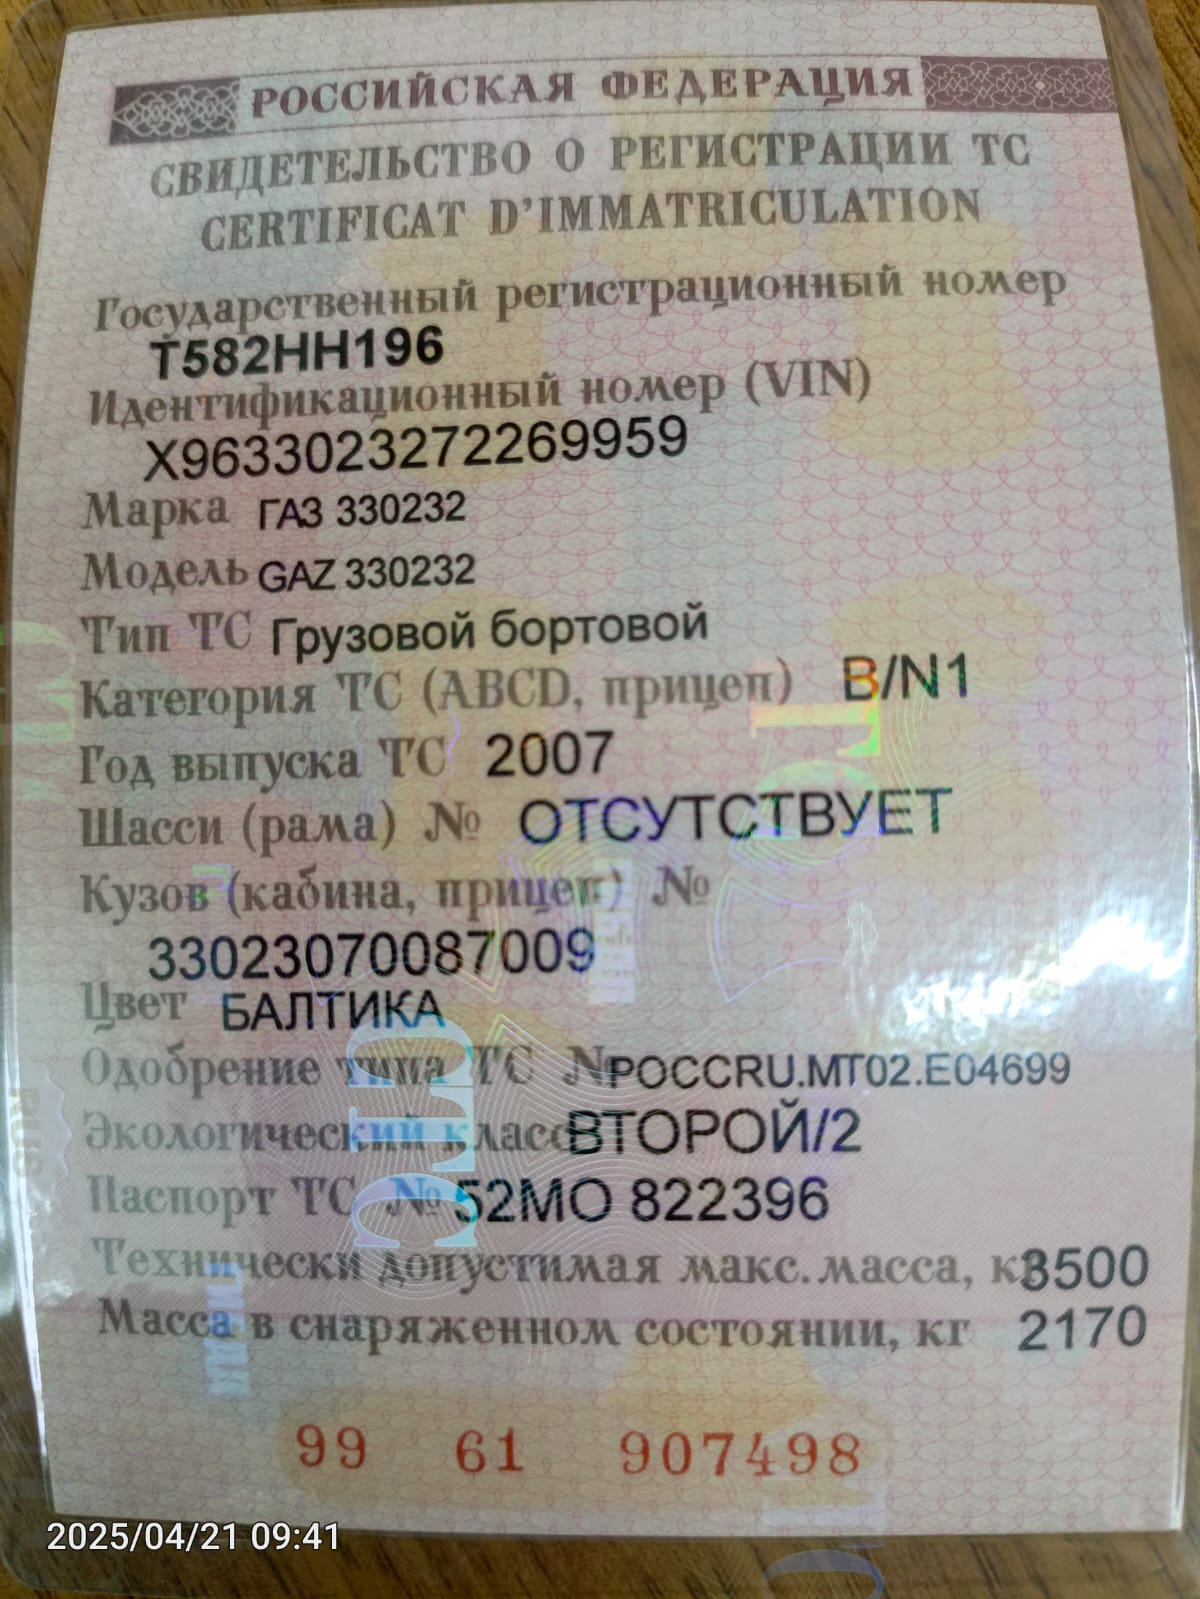 РОССИЙСКАЯ ФЕДЕРАЦИЯ
СВИДЕТЕЛЬСТВО О РЕГИСТРАЦИИ ТС
CERTIFICAT D'IMMATRICULATION
Государственный регистрационный номер
Т582НН196
Идентификационный номер (VIN)
X9633023272269959
Марка ГАЗ 330232
Модель GAZ 330232
Тип ТС Грузовой бортовой
Категория ТС (ABCD, прицеп) B/N1
Год выпуска ТС 2007
Шасси (рама) № ОТСУТСТВУЕТ
Кузов (кабина, прицеп) №
33023070087009
Цвет БАЛТИКА
Одобрение типа ТС № РОССRU.МТ02.Е04699
Экологический класс ВТОРОЙ/2
Паспорт ТС № 52МО 822396
Технически допустимая макс. масса, кг 3500
Масса в снаряженном состоянии, кг 2170
99 61 907498
2025/04/21 09:41